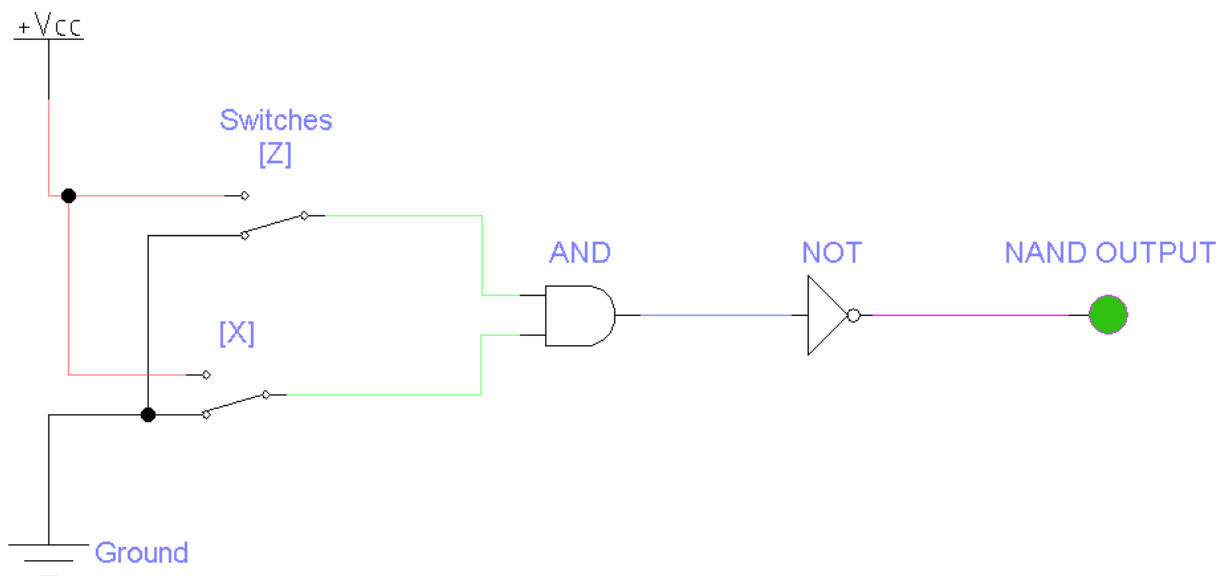 +Vcc
Switches
[Z]
AND
NOT
NAND OUTPUT
[X]
Ground